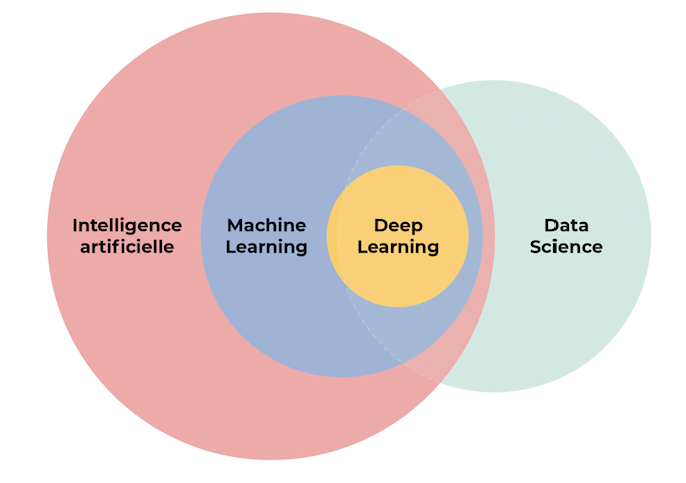 Intelligence
artificielle
Machine
Learning
Deep
Learning
Data
Science